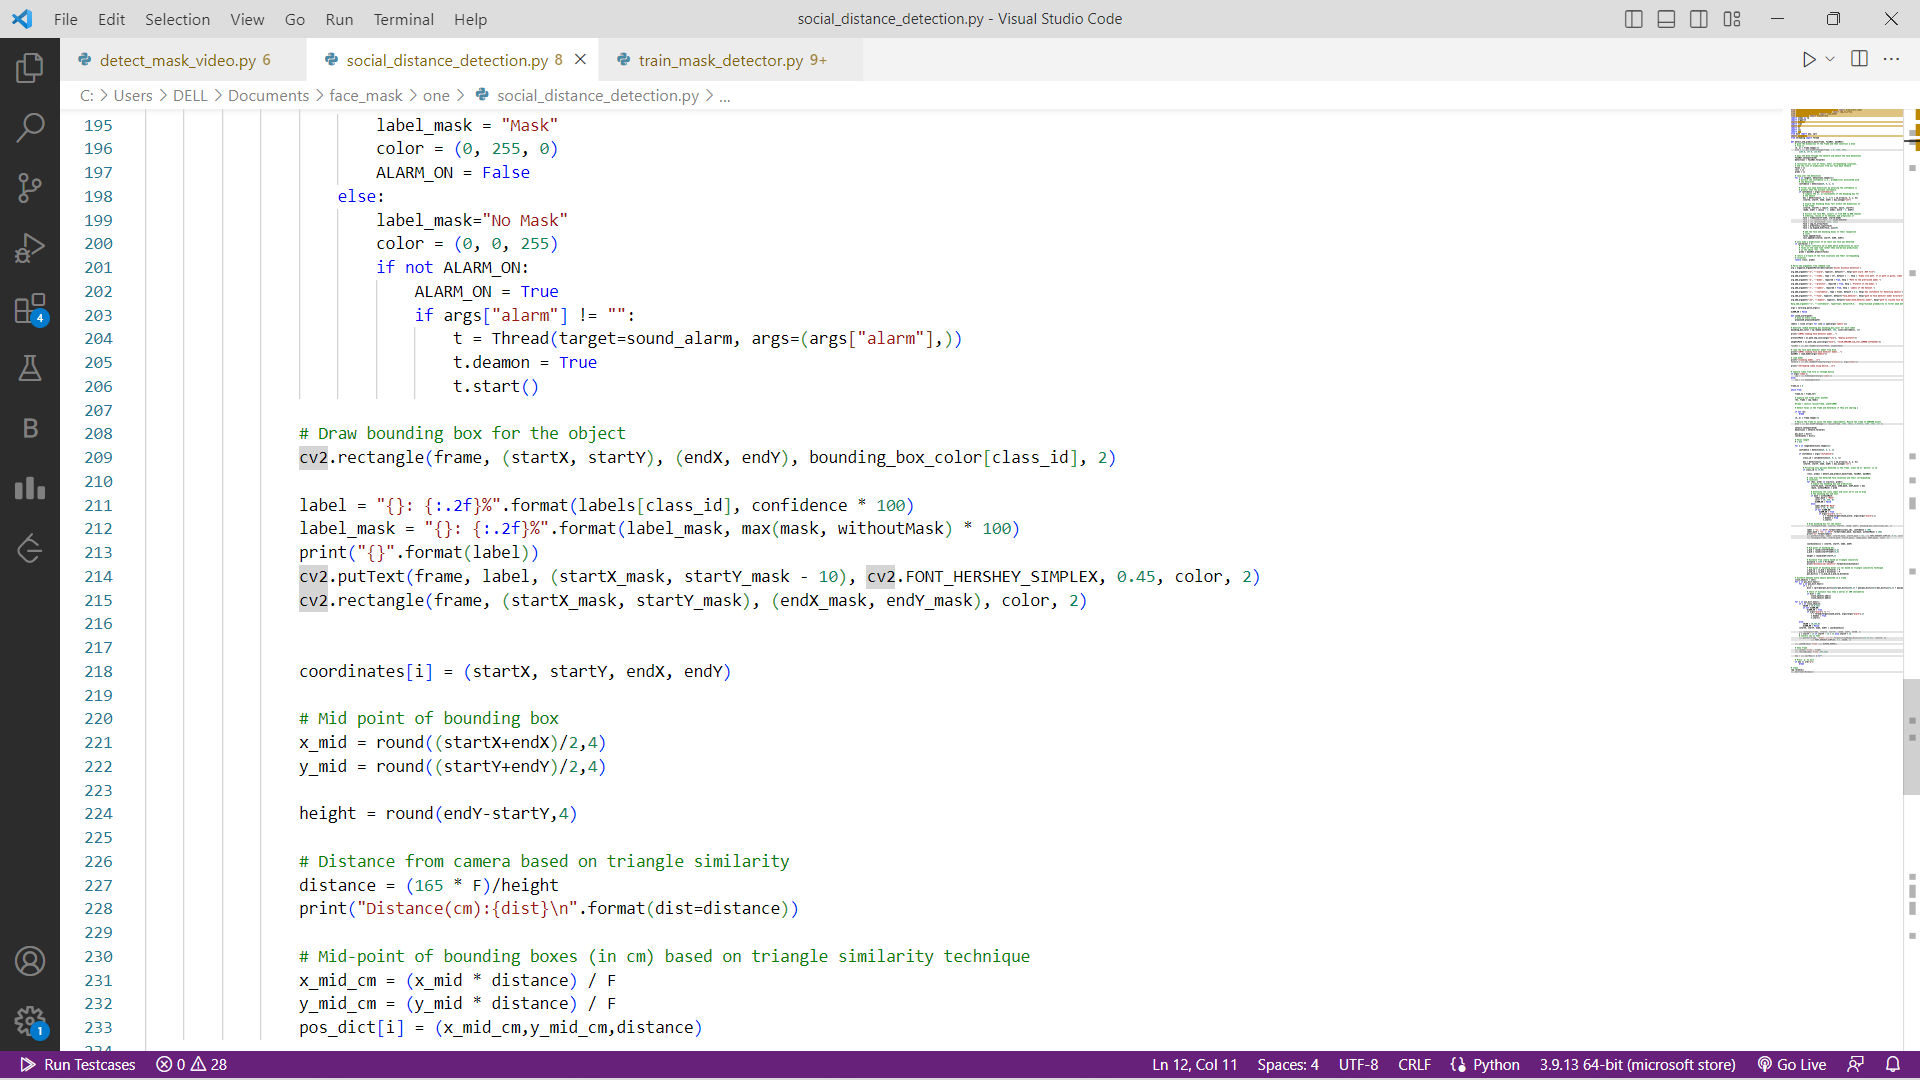 File Edit Selection View Go Run Terminal Help
social_distance_detection.py - Visual Studio Code
detect_mask_video.py 6
social_distance_detection.py 8
train_mask_detector.py 9+
C: > Users > DELL > Documents > face_mask > one > social_distance_detection.py > ...
195 label_mask = "Mask"
196 color = (0, 255, 0)
197 ALARM_ON = False
198 else:
199 label_mask="No Mask"
200 color = (0, 0, 255)
201 if not ALARM_ON:
202 ALARM_ON = True
203 if args["alarm"] != "":
204 t = Thread(target=sound_alarm, args=(args["alarm"],))
205 t.deamon = True
206 t.start()
207
208 # Draw bounding box for the object
209 cv2.rectangle(frame, (startX, startY), (endX, endY), bounding_box_color[class_id], 2)
210
211 label = "{}: {:.2f}%".format(labels[class_id], confidence * 100)
212 label_mask = "{}: {:.2f}%".format(label_mask, max(mask, withoutMask) * 100)
213 print("{}".format(label))
214 cv2.putText(frame, label, (startX_mask, startY_mask - 10), cv2.FONT_HERSHEY_SIMPLEX, 0.45, color, 2)
215 cv2.rectangle(frame, (startX_mask, startY_mask), (endX_mask, endY_mask), color, 2)
216
217
218 coordinates[i] = (startX, startY, endX, endY)
219
220 # Mid point of bounding box
221 x_mid = round((startX+endX)/2,4)
222 y_mid = round((startY+endY)/2,4)
223
224 height = round(endY-startY,4)
225
226 # Distance from camera based on triangle similarity
227 distance = (165 * F)/height
228 print("Distance(cm):{dist}\n".format(dist=distance))
229
230 # Mid-point of bounding boxes (in cm) based on triangle similarity technique
231 x_mid_cm = (x_mid * distance) / F
232 y_mid_cm = (y_mid * distance) / F
233 pos_dict[i] = (x_mid_cm,y_mid_cm,distance)
4
B
1
Run Testcases 0 28
Ln 12, Col 11 Spaces: 4 UTF-8 CRLF Python 3.9.13 64-bit (microsoft store) Go Live